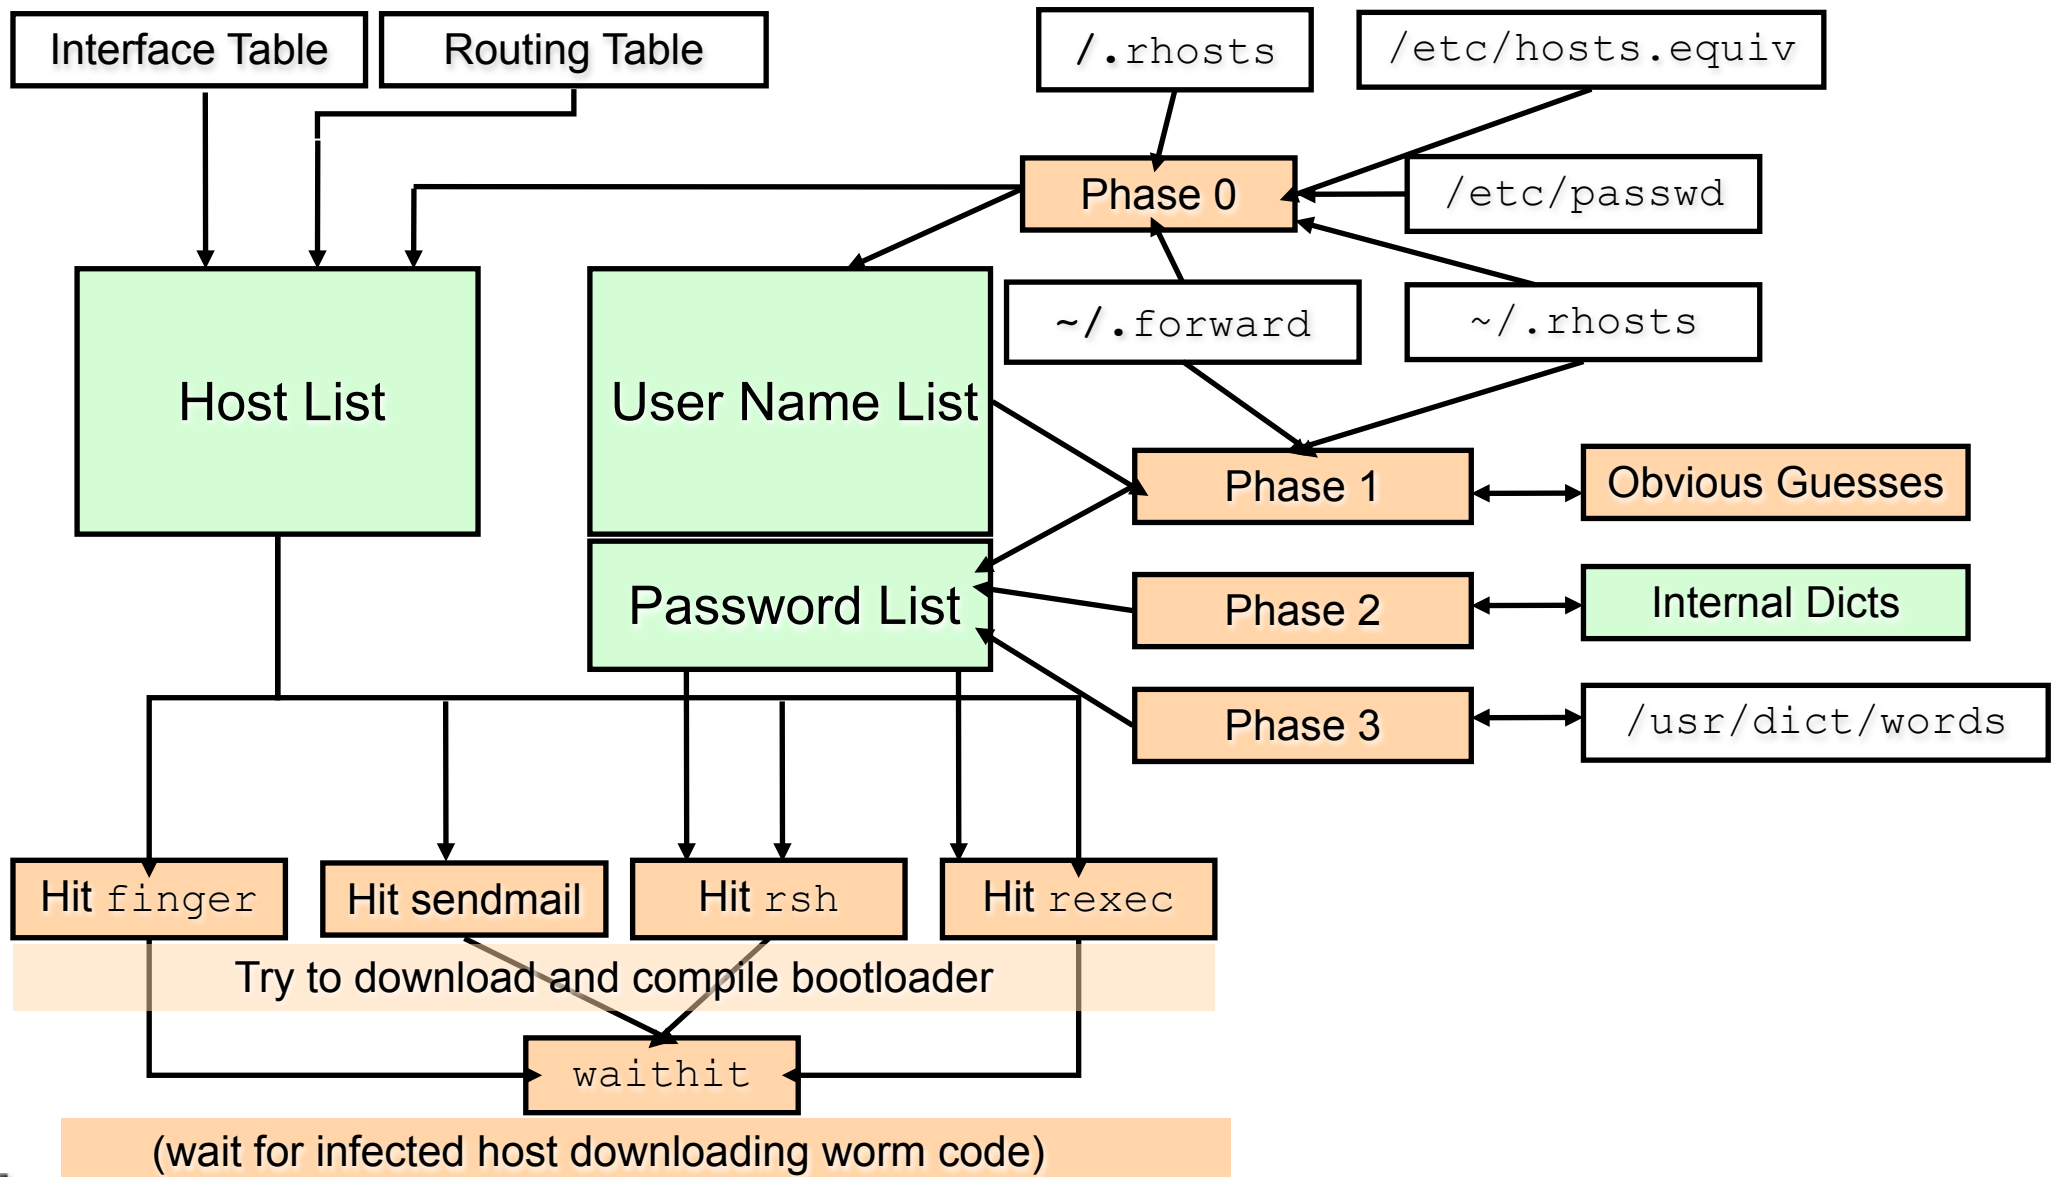 Interface Table
Routing Table
/.rhosts
/etc/hosts.equiv
Phase 0
/etc/passwd
~/.forward
~/.rhosts
Host List
User Name List
Phase 1
Obvious Guesses
Password List
Phase 2
Internal Dicts
Phase 3
/usr/dict/words
Hit finger
Hit sendmail
Hit rsh
Hit rexec
Try to download and compile bootloader
waithit
(wait for infected host downloading worm code)